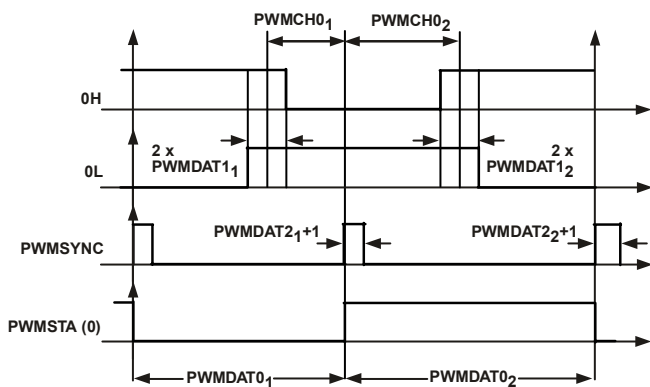 PWMCH0₁
PWMCH0₂
0H
2 x
PWMDAT1₁
2 x
PWMDAT1₂
0L
PWMDAT2₁+1
PWMDAT2₂+1
PWMSYNC
PWMSTA (0)
PWMDAT0₁
PWMDAT0₂